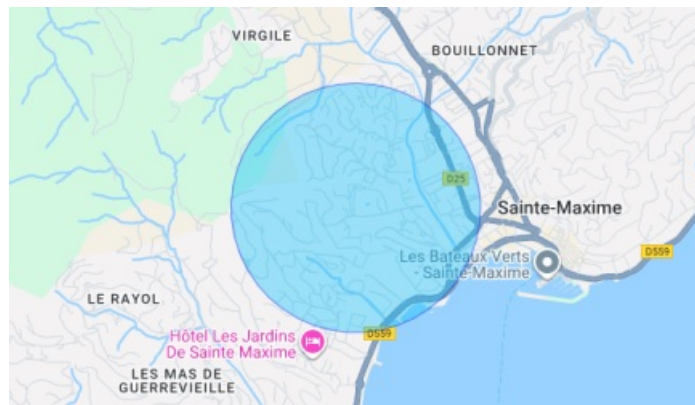 VIRGILE
BOUILLONNET
D25
Sainte-Maxime
Les Bateaux Verts
- Sainte-Maxime
D559
LE RAYOL
D559
Hôtel Les Jardins
De Sainte Maxime
LES MAS DE
GUERREVIEILLE